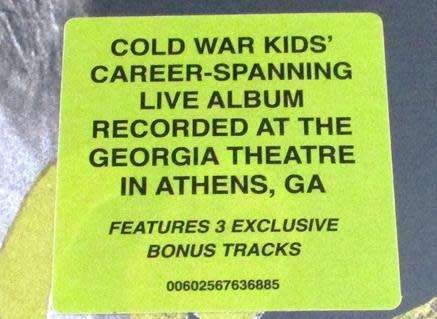 COLD WAR KIDS'
CAREER-SPANNING
LIVE ALBUM
RECORDED AT THE
GEORGIA THEATRE
IN ATHENS, GA
FEATURES 3 EXCLUSIVE
BONUS TRACKS
00602567636885